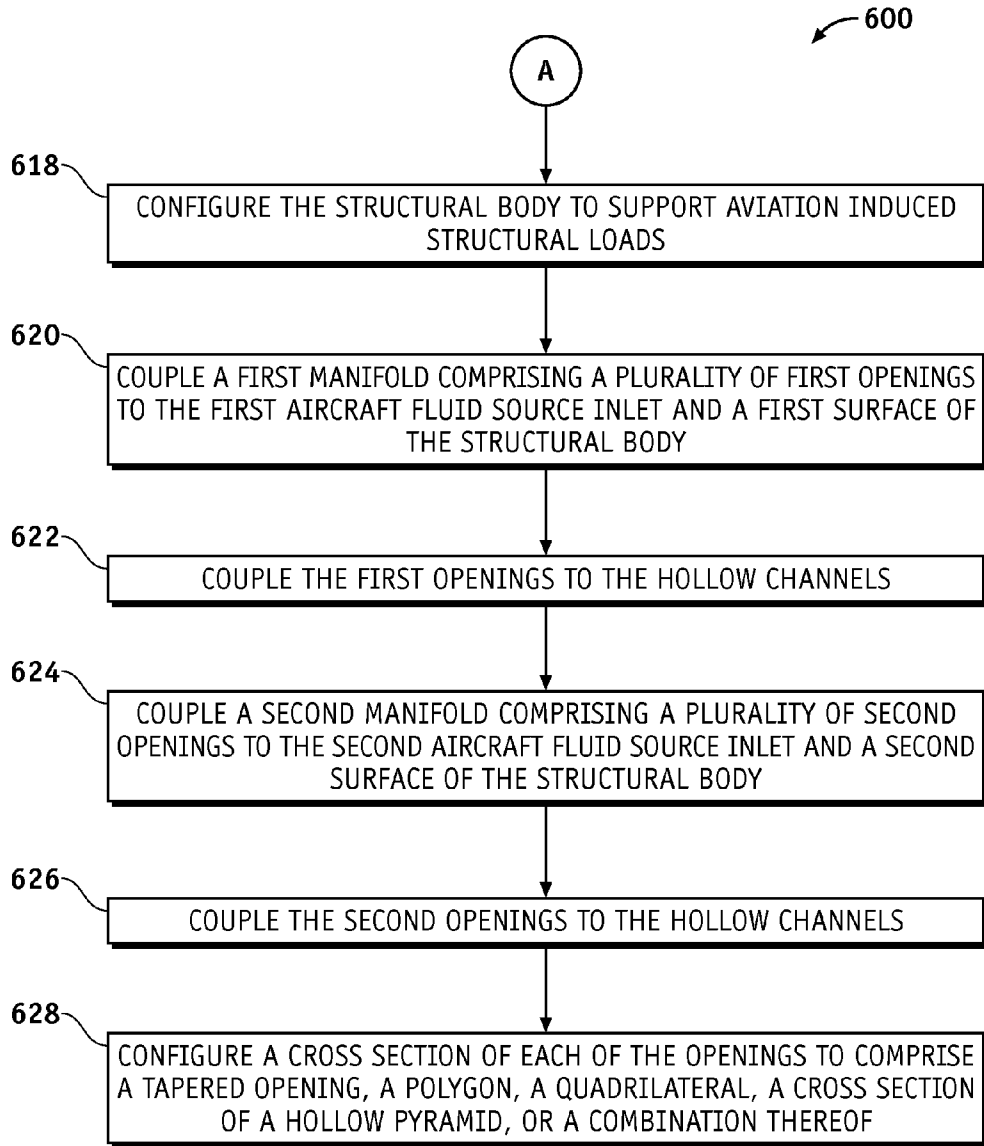 600
A
618
CONFIGURE THE STRUCTURAL BODY TO SUPPORT AVIATION INDUCED
STRUCTURAL LOADS
620
COUPLE A FIRST MANIFOLD COMPRISING A PLURALITY OF FIRST OPENINGS
TO THE FIRST AIRCRAFT FLUID SOURCE INLET AND A FIRST SURFACE OF
THE STRUCTURAL BODY
622
COUPLE THE FIRST OPENINGS TO THE HOLLOW CHANNELS
624
COUPLE A SECOND MANIFOLD COMPRISING A PLURALITY OF SECOND
OPENINGS TO THE SECOND AIRCRAFT FLUID SOURCE INLET AND A SECOND
SURFACE OF THE STRUCTURAL BODY
626
COUPLE THE SECOND OPENINGS TO THE HOLLOW CHANNELS
628
CONFIGURE A CROSS SECTION OF EACH OF THE OPENINGS TO COMPRISE
A TAPERED OPENING, A POLYGON, A QUADRILATERAL, A CROSS SECTION
OF A HOLLOW PYRAMID, OR A COMBINATION THEREOF